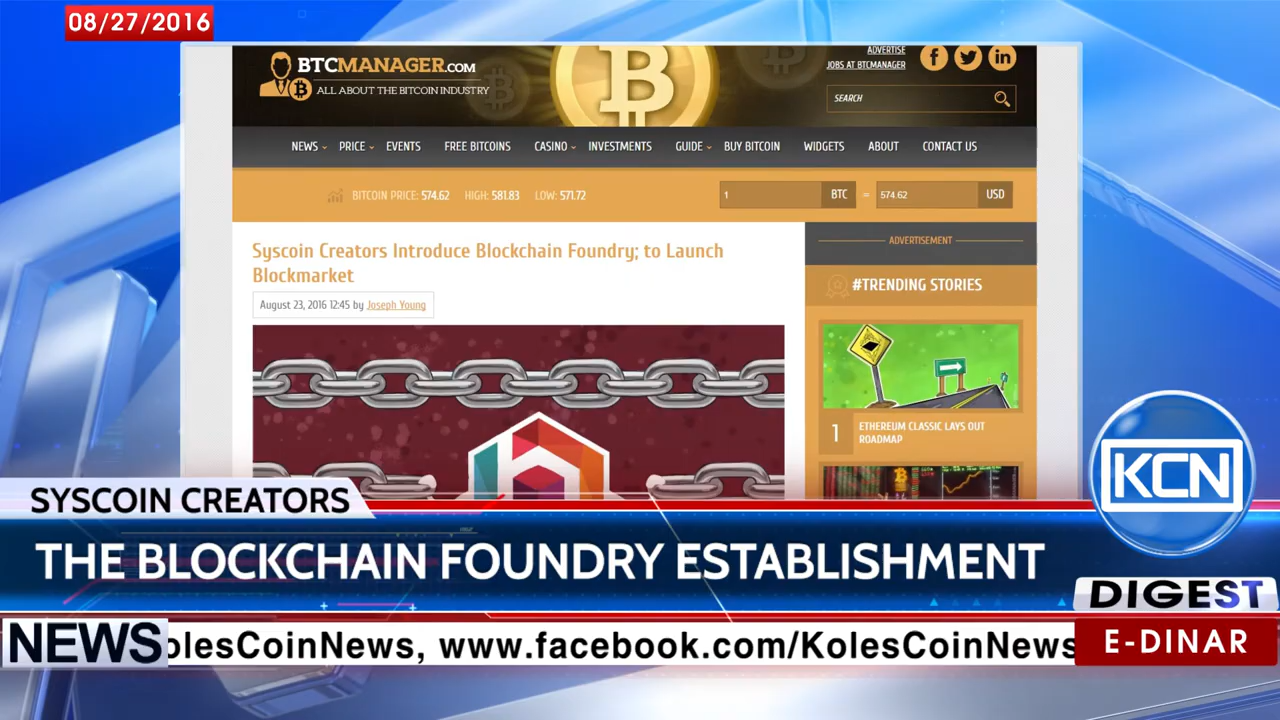 08/27/2016
BTCMANAGER.COM
ALL ABOUT THE BITCOIN INDUSTRY
ADVERTISE
JOBS AT BTCMANAGER
SEARCH
NEWS PRICE EVENTS FREE BITCOINS CASINO INVESTMENTS GUIDE BUY BITCOIN WIDGETS ABOUT CONTACT US
BITCOIN PRICE: 574.62 HIGH: 581.83 LOW: 571.72
1 BTC = 574.62 USD
Syscoin Creators Introduce Blockchain Foundry; to Launch
Blockmarket
August 23, 2016 12:45 by Joseph Young
ADVERTISEMENT
#TRENDING STORIES
1 ETHEREUM CLASSIC LAYS OUT
ROADMAP
KCN
SYSCOIN CREATORS
THE BLOCKCHAIN FOUNDRY ESTABLISHMENT
DIGEST
NEWS
olesCoinNews, www.facebook.com/KolesCoinNews
E-DINAR